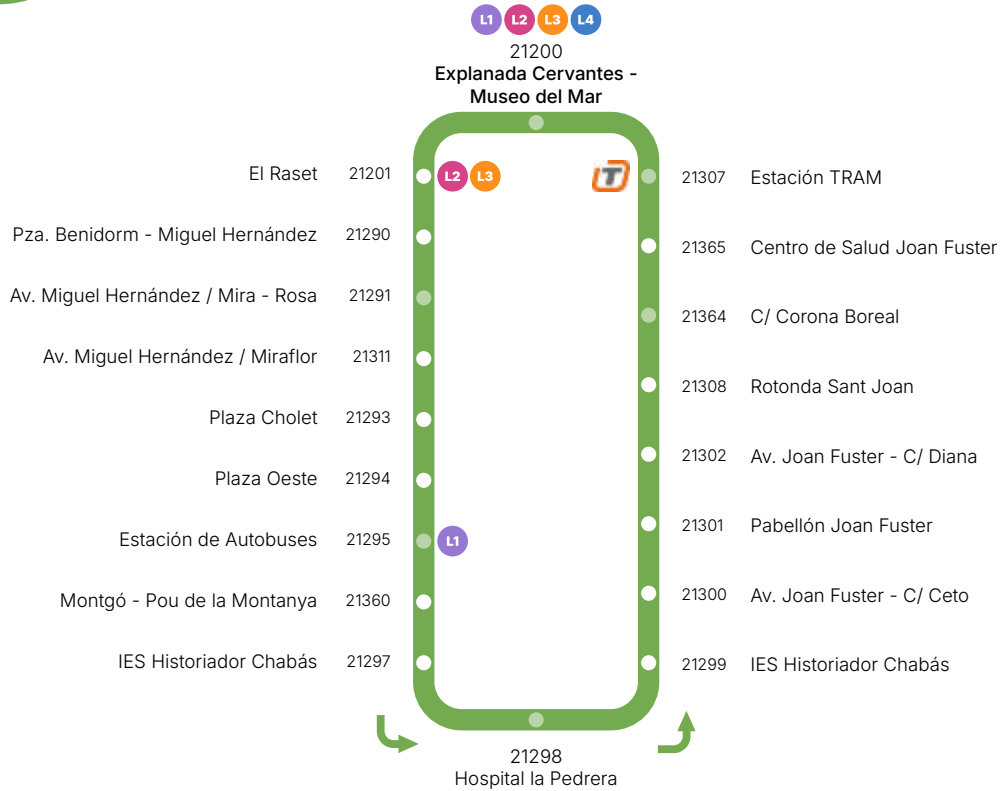 L1 L2 L3 L4
21200
Explanada Cervantes -
Museo del Mar
El Raset 21201 L2 L3
Pza. Benidorm - Miguel Hernández 21290
Av. Miguel Hernández / Mira - Rosa 21291
Av. Miguel Hernández / Miraflor 21311
Plaza Cholet 21293
Plaza Oeste 21294
Estación de Autobuses 21295 L1
Montgó - Pou de la Montanya 21360
IES Historiador Chabás 21297
T 21307 Estación TRAM
21365 Centro de Salud Joan Fuster
21364 C/ Corona Boreal
21308 Rotonda Sant Joan
21302 Av. Joan Fuster - C/ Diana
21301 Pabellón Joan Fuster
21300 Av. Joan Fuster - C/ Ceto
21299 IES Historiador Chabás
21298
Hospital la Pedrera